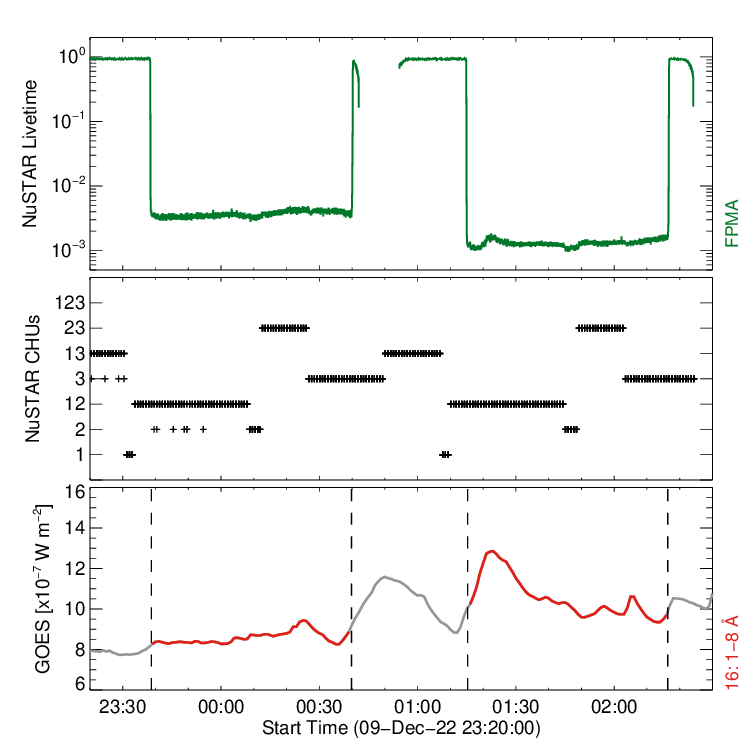 10⁰
10⁻¹
10⁻²
10⁻³
NuSTAR Livetime
FPMA
123
23
13
3
12
2
1
NuSTAR CHUs
16
14
12
10
8
6
GOES [x10⁻⁷ W m⁻²]
16: 1−8 Å
23:30 00:00 00:30 01:00 01:30 02:00
Start Time (09−Dec−22 23:20:00)